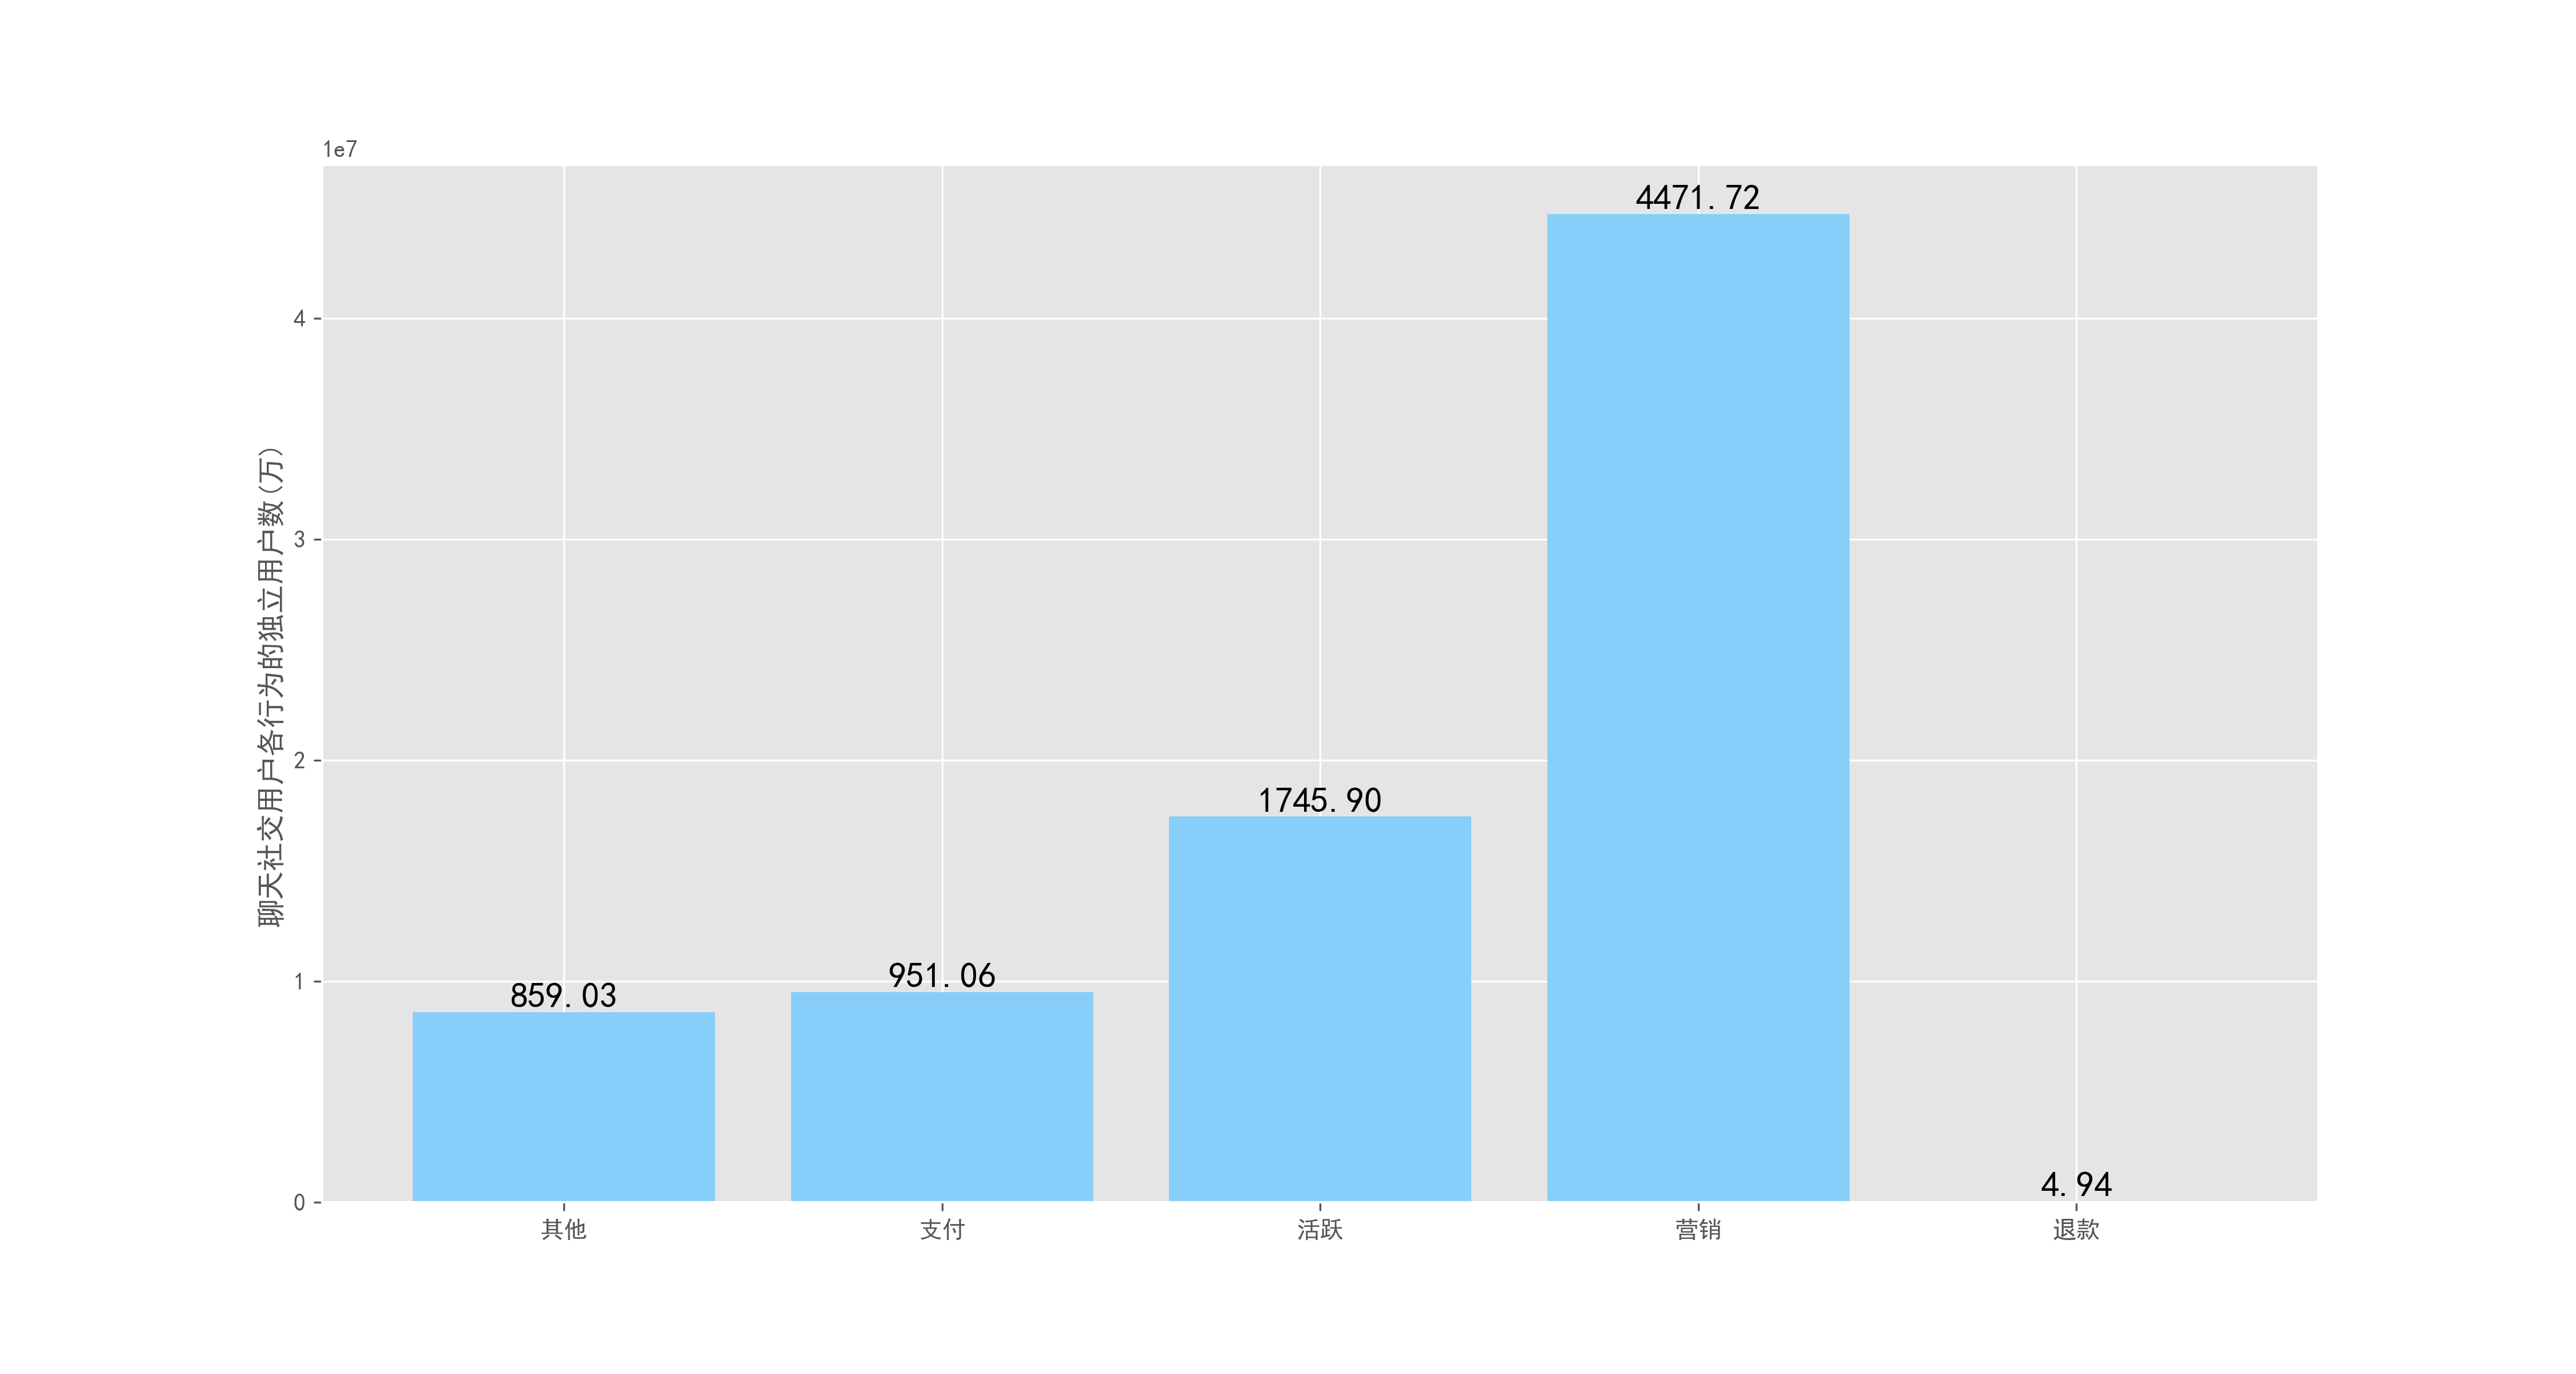 1e7
4471.72
4
3
聊天社交用户各行为的独立用户数(万)
2
1745.90
1
951.06
859.03
0
4.94
其他
支付
活跃
营销
退款